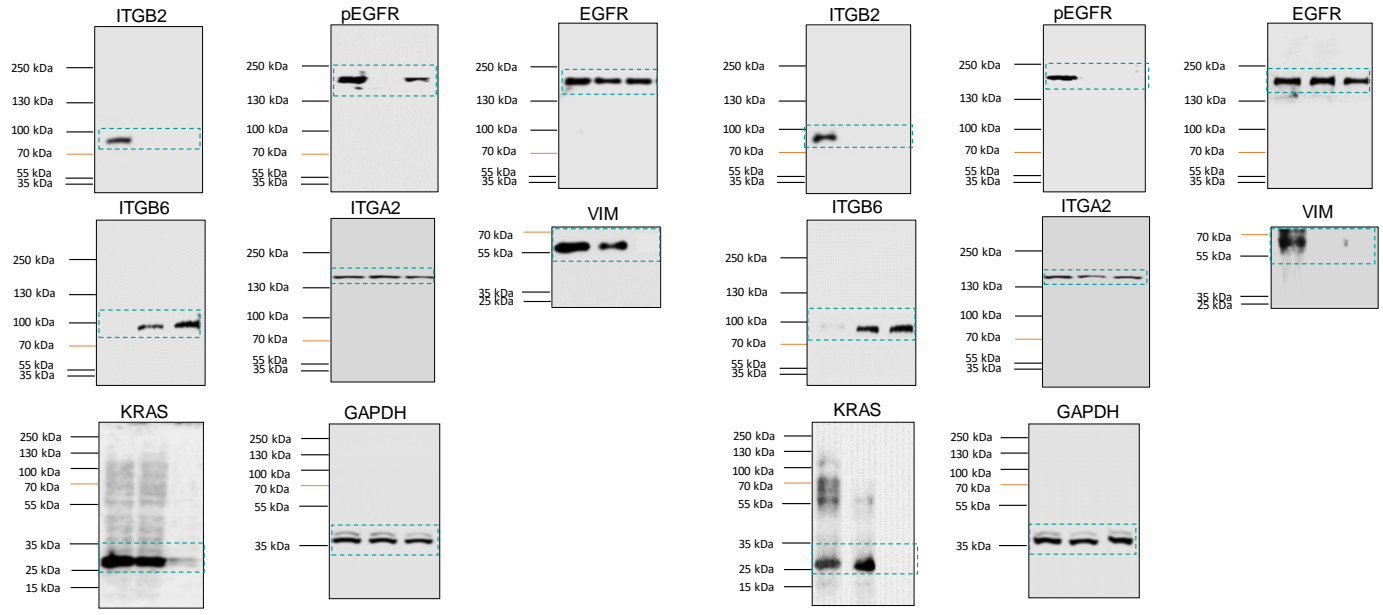 ITGB2
250 kDa
130 kDa
100 kDa
70 kDa
55 kDa
35 kDa
pEGFR
250 kDa
130 kDa
100 kDa
70 kDa
55 kDa
35 kDa
EGFR
250 kDa
130 kDa
100 kDa
70 kDa
55 kDa
35 kDa
ITGB6
250 kDa
130 kDa
100 kDa
70 kDa
55 kDa
35 kDa
ITGA2
250 kDa
130 kDa
100 kDa
70 kDa
55 kDa
35 kDa
VIM
70 kDa
55 kDa
35 kDa
25 kDa
KRAS
250 kDa
130 kDa
100 kDa
70 kDa
55 kDa
35 kDa
25 kDa
15 kDa
GAPDH
250 kDa
130 kDa
100 kDa
70 kDa
55 kDa
35 kDa
ITGB2
250 kDa
130 kDa
100 kDa
70 kDa
55 kDa
35 kDa
pEGFR
250 kDa
130 kDa
100 kDa
70 kDa
55 kDa
35 kDa
EGFR
250 kDa
130 kDa
100 kDa
70 kDa
55 kDa
35 kDa
ITGB6
250 kDa
130 kDa
100 kDa
70 kDa
55 kDa
35 kDa
ITGA2
250 kDa
130 kDa
100 kDa
70 kDa
55 kDa
35 kDa
VIM
70 kDa
55 kDa
35 kDa
25 kDa
KRAS
250 kDa
130 kDa
100 kDa
70 kDa
55 kDa
35 kDa
25 kDa
15 kDa
GAPDH
250 kDa
130 kDa
100 kDa
70 kDa
55 kDa
35 kDa